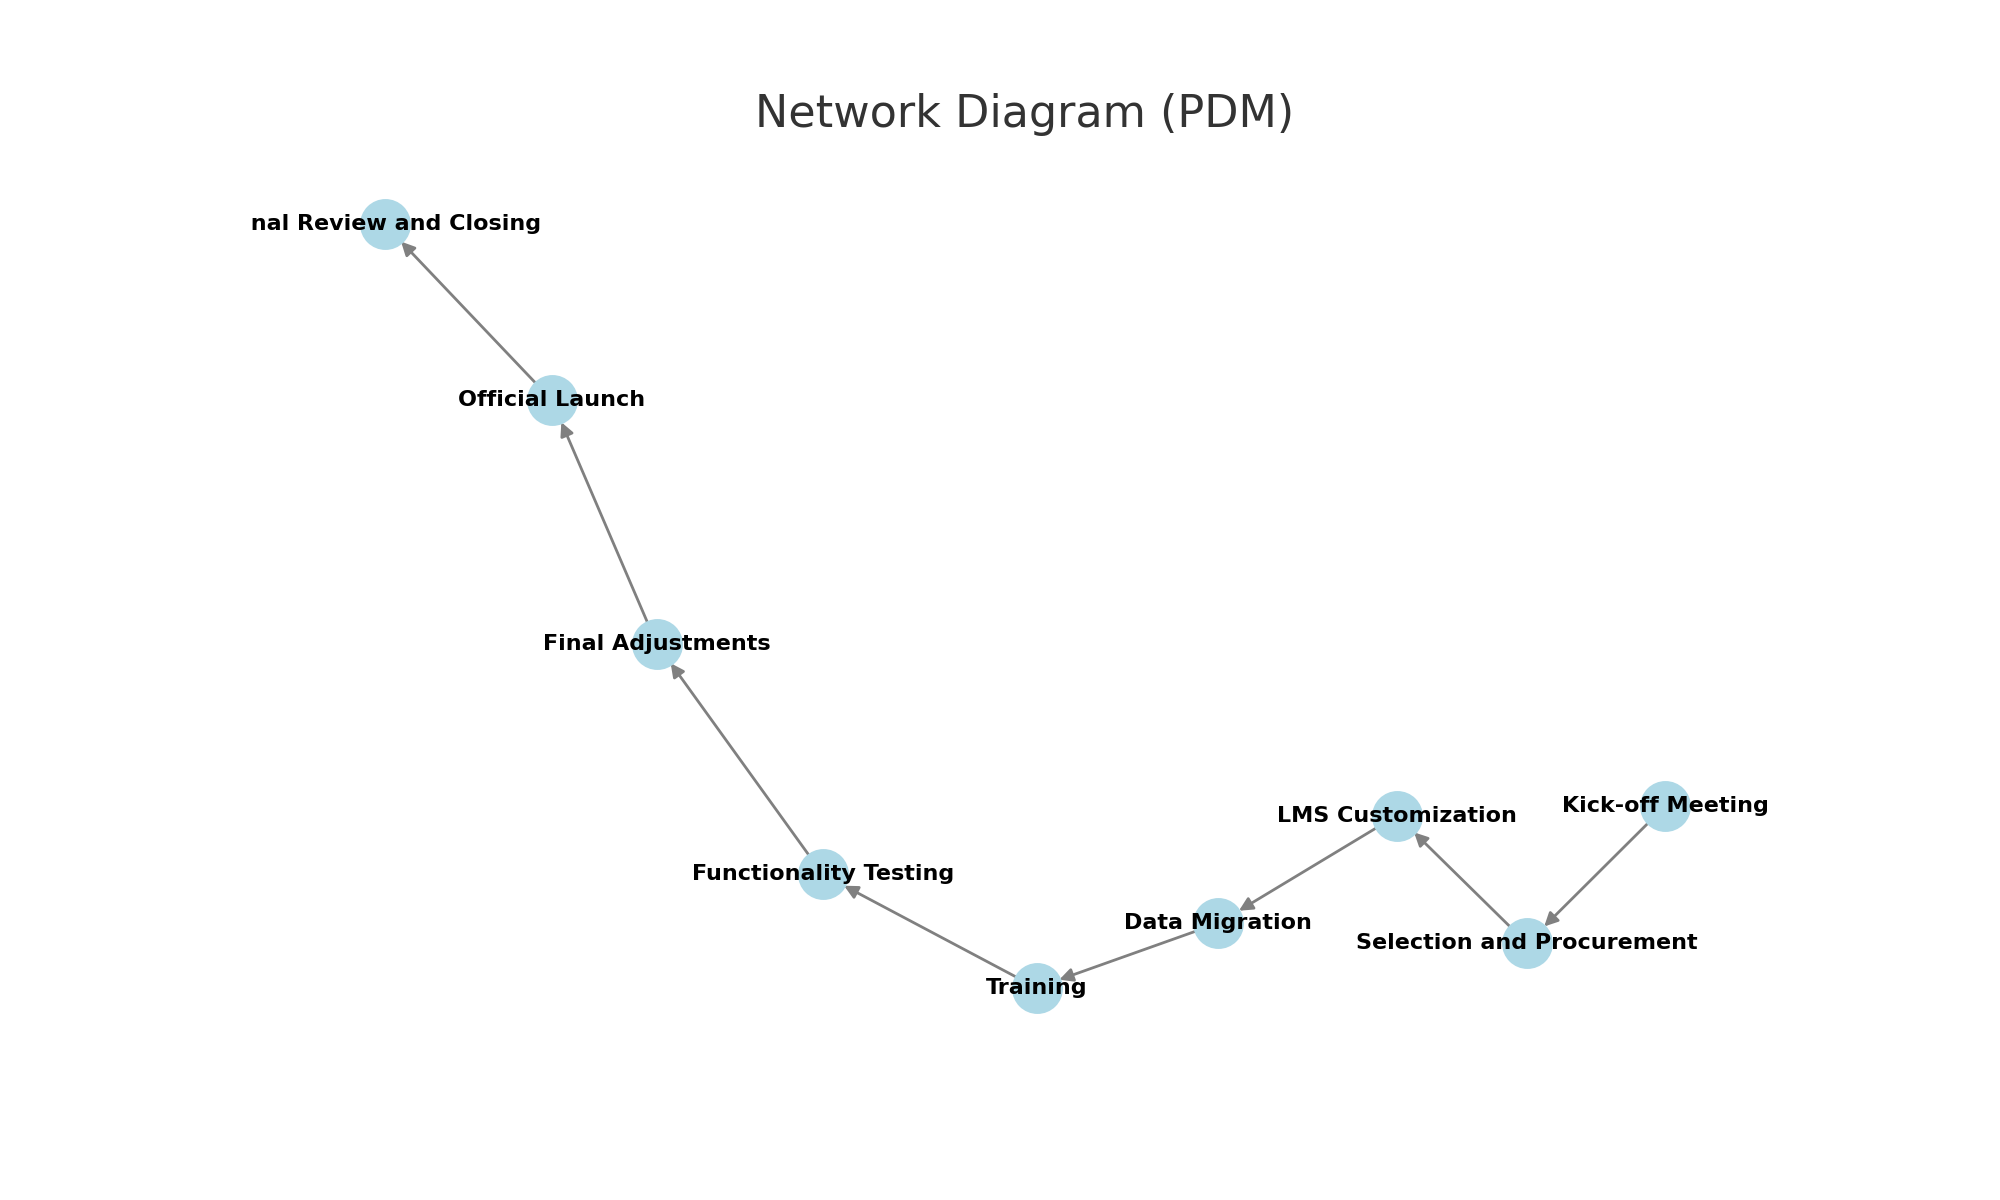 Network Diagram (PDM)
nal Review and Closing
Official Launch
Final Adjustments
Kick-off Meeting
LMS Customization
Functionality Testing
Data Migration
Selection and Procurement
Training